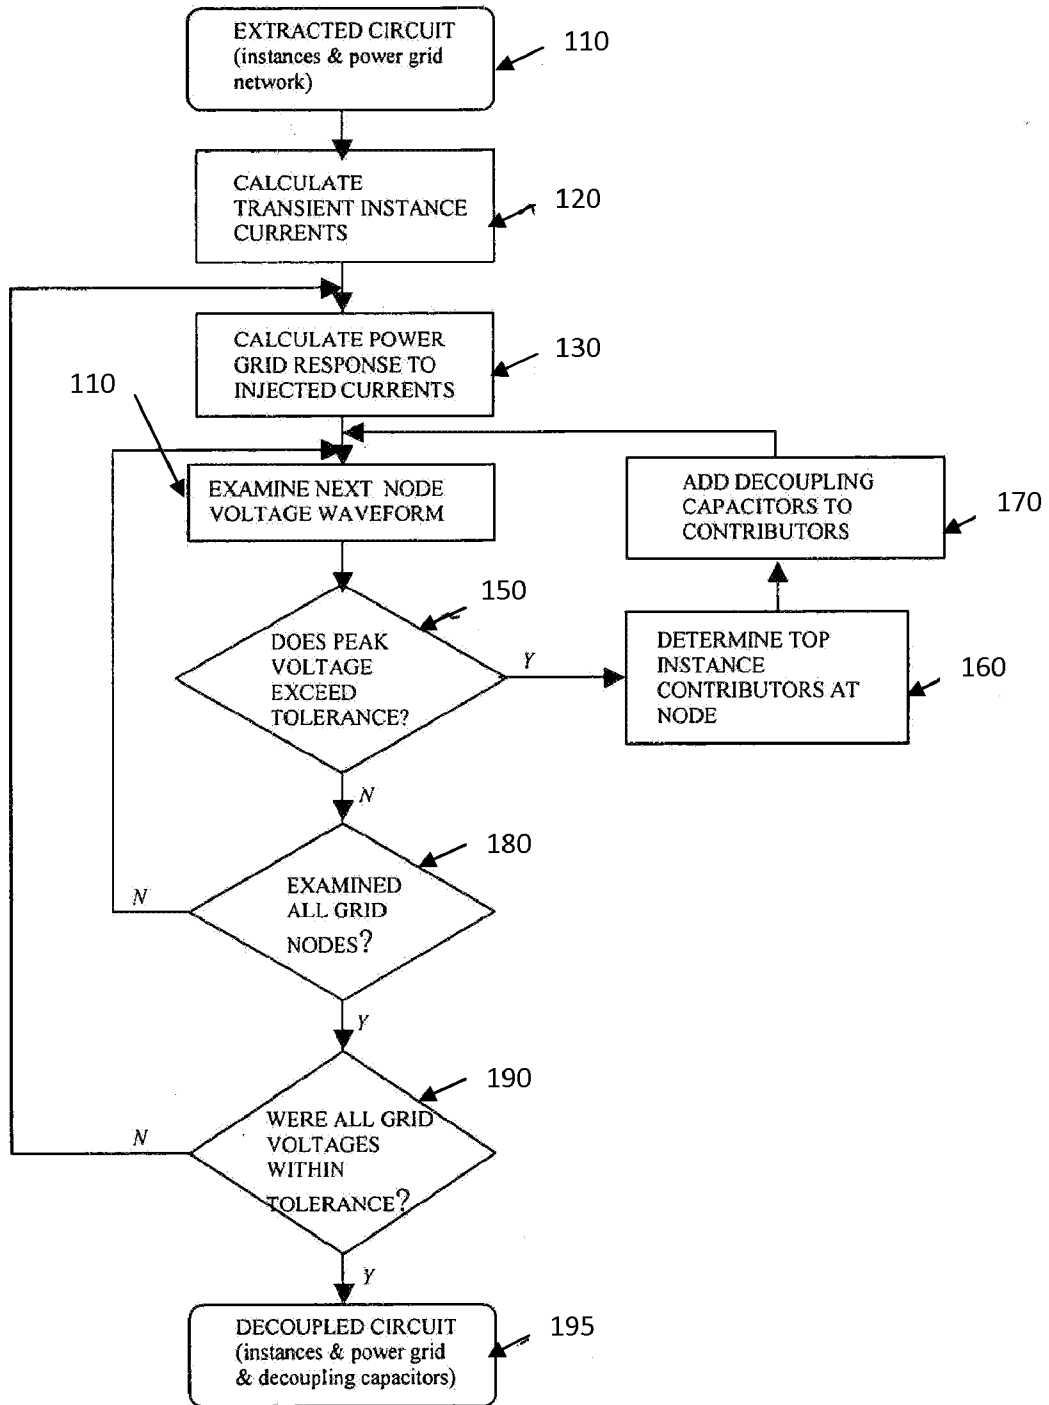 EXTRACTED CIRCUIT
(instances & power grid
network)
110
CALCULATE
TRANSIENT INSTANCE
CURRENTS
120
CALCULATE POWER
GRID RESPONSE TO
INJECTED CURRENTS
130
110
EXAMINE NEXT NODE
VOLTAGE WAVEFORM
ADD DECOUPLING
CAPACITORS TO
CONTRIBUTORS
170
150
DOES PEAK
VOLTAGE
EXCEED
TOLERANCE?
Y
DETERMINE TOP
INSTANCE
CONTRIBUTORS AT
NODE
160
N
180
EXAMINED
ALL GRID
NODES?
N
Y
190
WERE ALL GRID
VOLTAGES
WITHIN
TOLERANCE?
N
Y
DECOUPLED CIRCUIT
(instances & power grid
& decoupling capacitors)
195